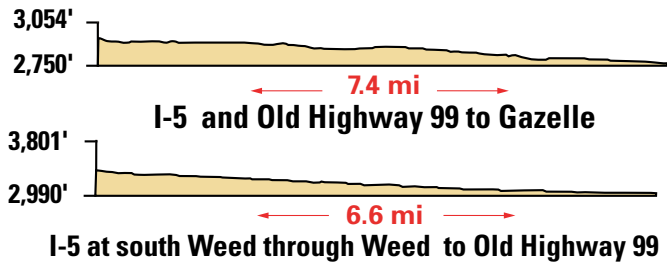 3,054'
2,750'
7.4 mi
I-5 and Old Highway 99 to Gazelle
3,801'
2,990'
6.6 mi
I-5 at south Weed through Weed to Old Highway 99